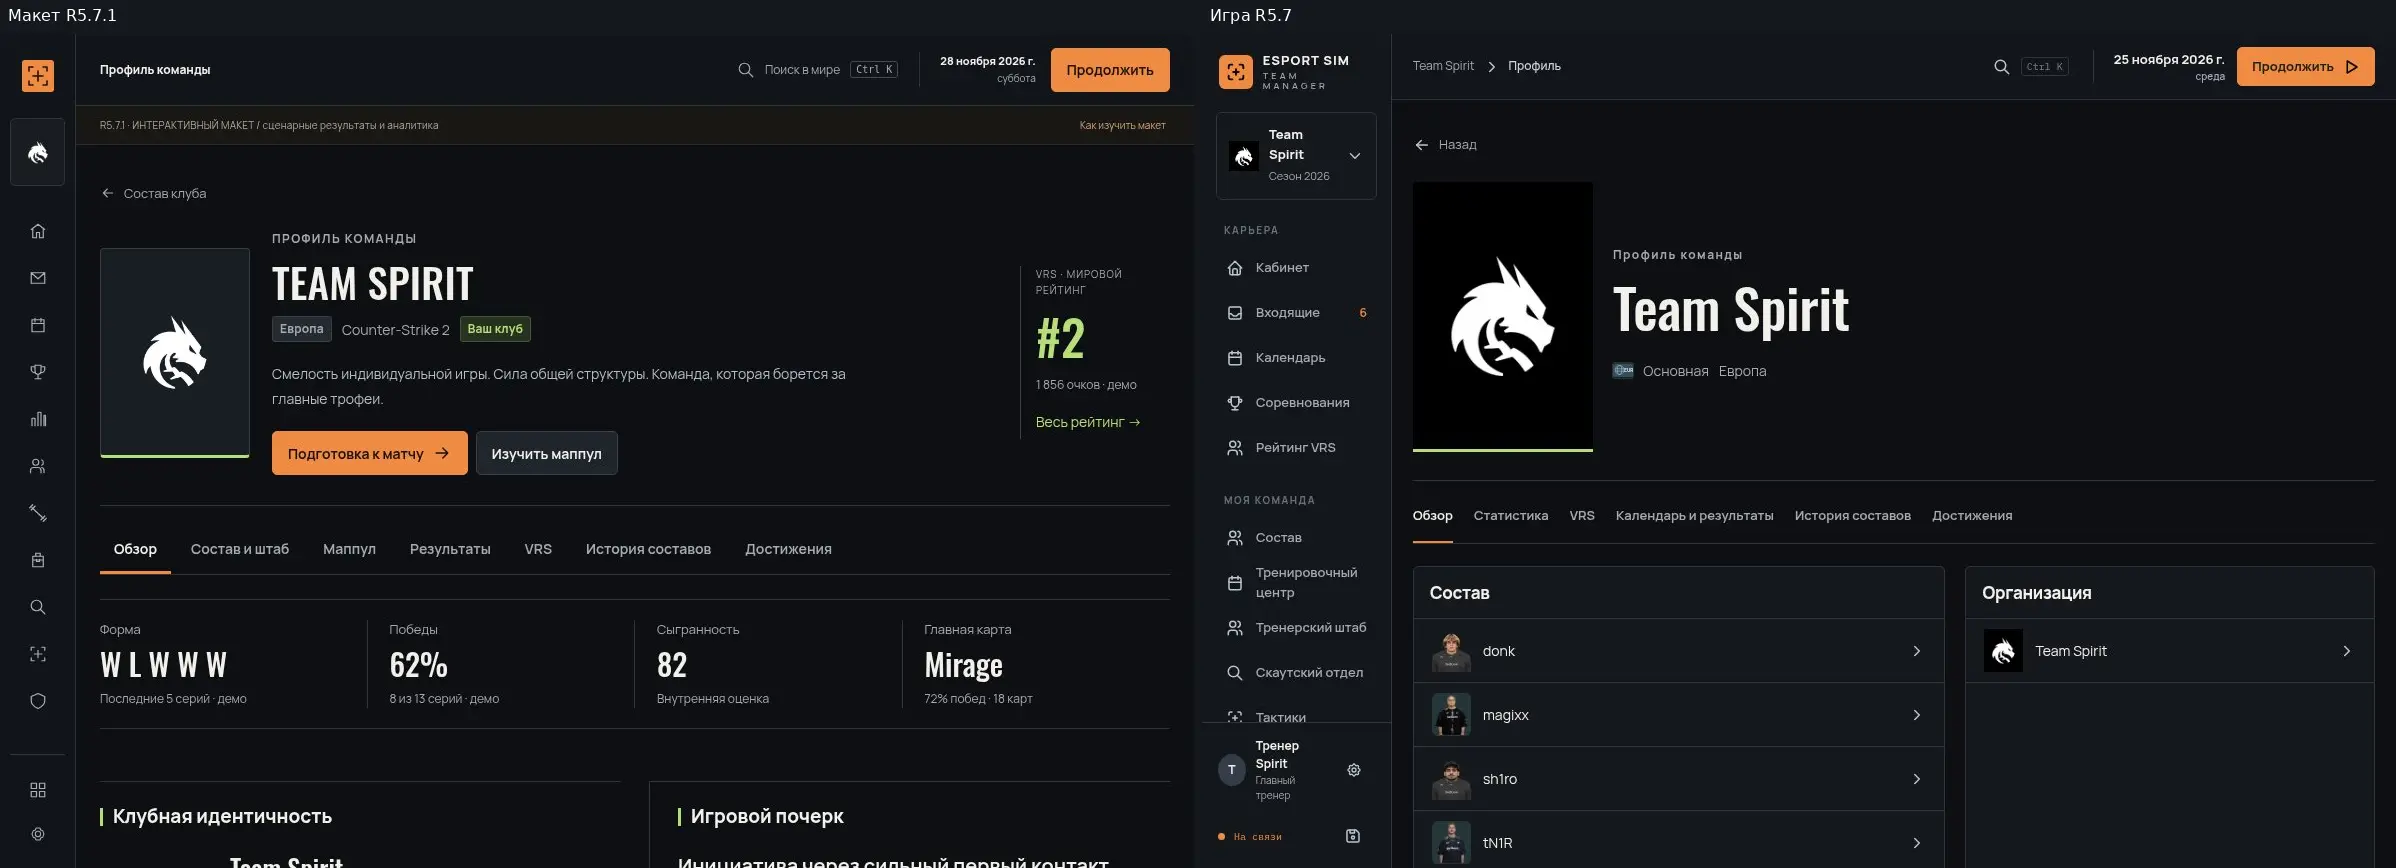 Макет R5.7.1
Профиль команды
Поиск в мире
Ctrl K
28 ноября 2026 г.
суббота
Продолжить
R5.7.1 · ИНТЕРАКТИВНЫЙ МАКЕТ / сценарные результаты и аналитика
Как изучить макет
Состав клуба
ПРОФИЛЬ КОМАНДЫ
TEAM SPIRIT
Европа
Counter-Strike 2
Ваш клуб
Смелость индивидуальной игры. Сила общей структуры. Команда, которая борется за
главные трофеи.
Подготовка к матчу
Изучить маппул
VRS · МИРОВОЙ
РЕЙТИНГ
#2
1 856 очков · демо
Весь рейтинг →
Обзор
Состав и штаб
Маппул
Результаты
VRS
История составов
Достижения
Форма
W L W W W
Последние 5 серий · демо
Победы
62%
8 из 13 серий · демо
Сыгранность
82
Внутренняя оценка
Главная карта
Mirage
72% побед · 18 карт
Клубная идентичность
Team Spirit
Игровой почерк
Инициатива через сильный первый контакт
Игра R5.7
ESPORT SIM
TEAM
MANAGER
Team
Spirit
Сезон 2026
КАРЬЕРА
Кабинет
Входящие
6
Календарь
Соревнования
Рейтинг VRS
МОЯ КОМАНДА
Состав
Тренировочный
центр
Тренерский штаб
Скаутский отдел
Тактики
Т
Тренер
Spirit
Главный
тренер
На связи
Team Spirit
Профиль
Ctrl K
25 ноября 2026 г.
среда
Продолжить
Назад
Профиль команды
Team Spirit
EUR
Основная
Европа
Обзор
Статистика
VRS
Календарь и результаты
История составов
Достижения
Состав
donk
magixx
sh1ro
tN1R
Организация
Team Spirit